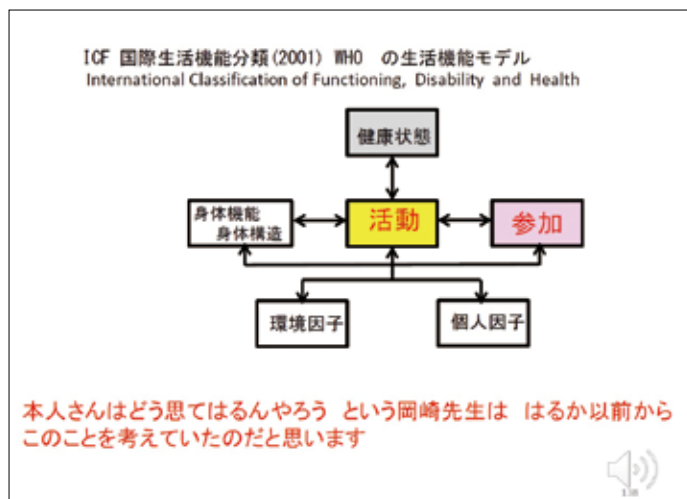 ICF 国際生活機能分類(2001) WHO の生活機能モデル
International Classification of Functioning, Disability and Health
健康状態
身体機能
身体構造
活動
参加
環境因子
個人因子
本人さんはどう思てはるんやろう という岡崎先生は はるか以前から
このことを考えていたのだと思います